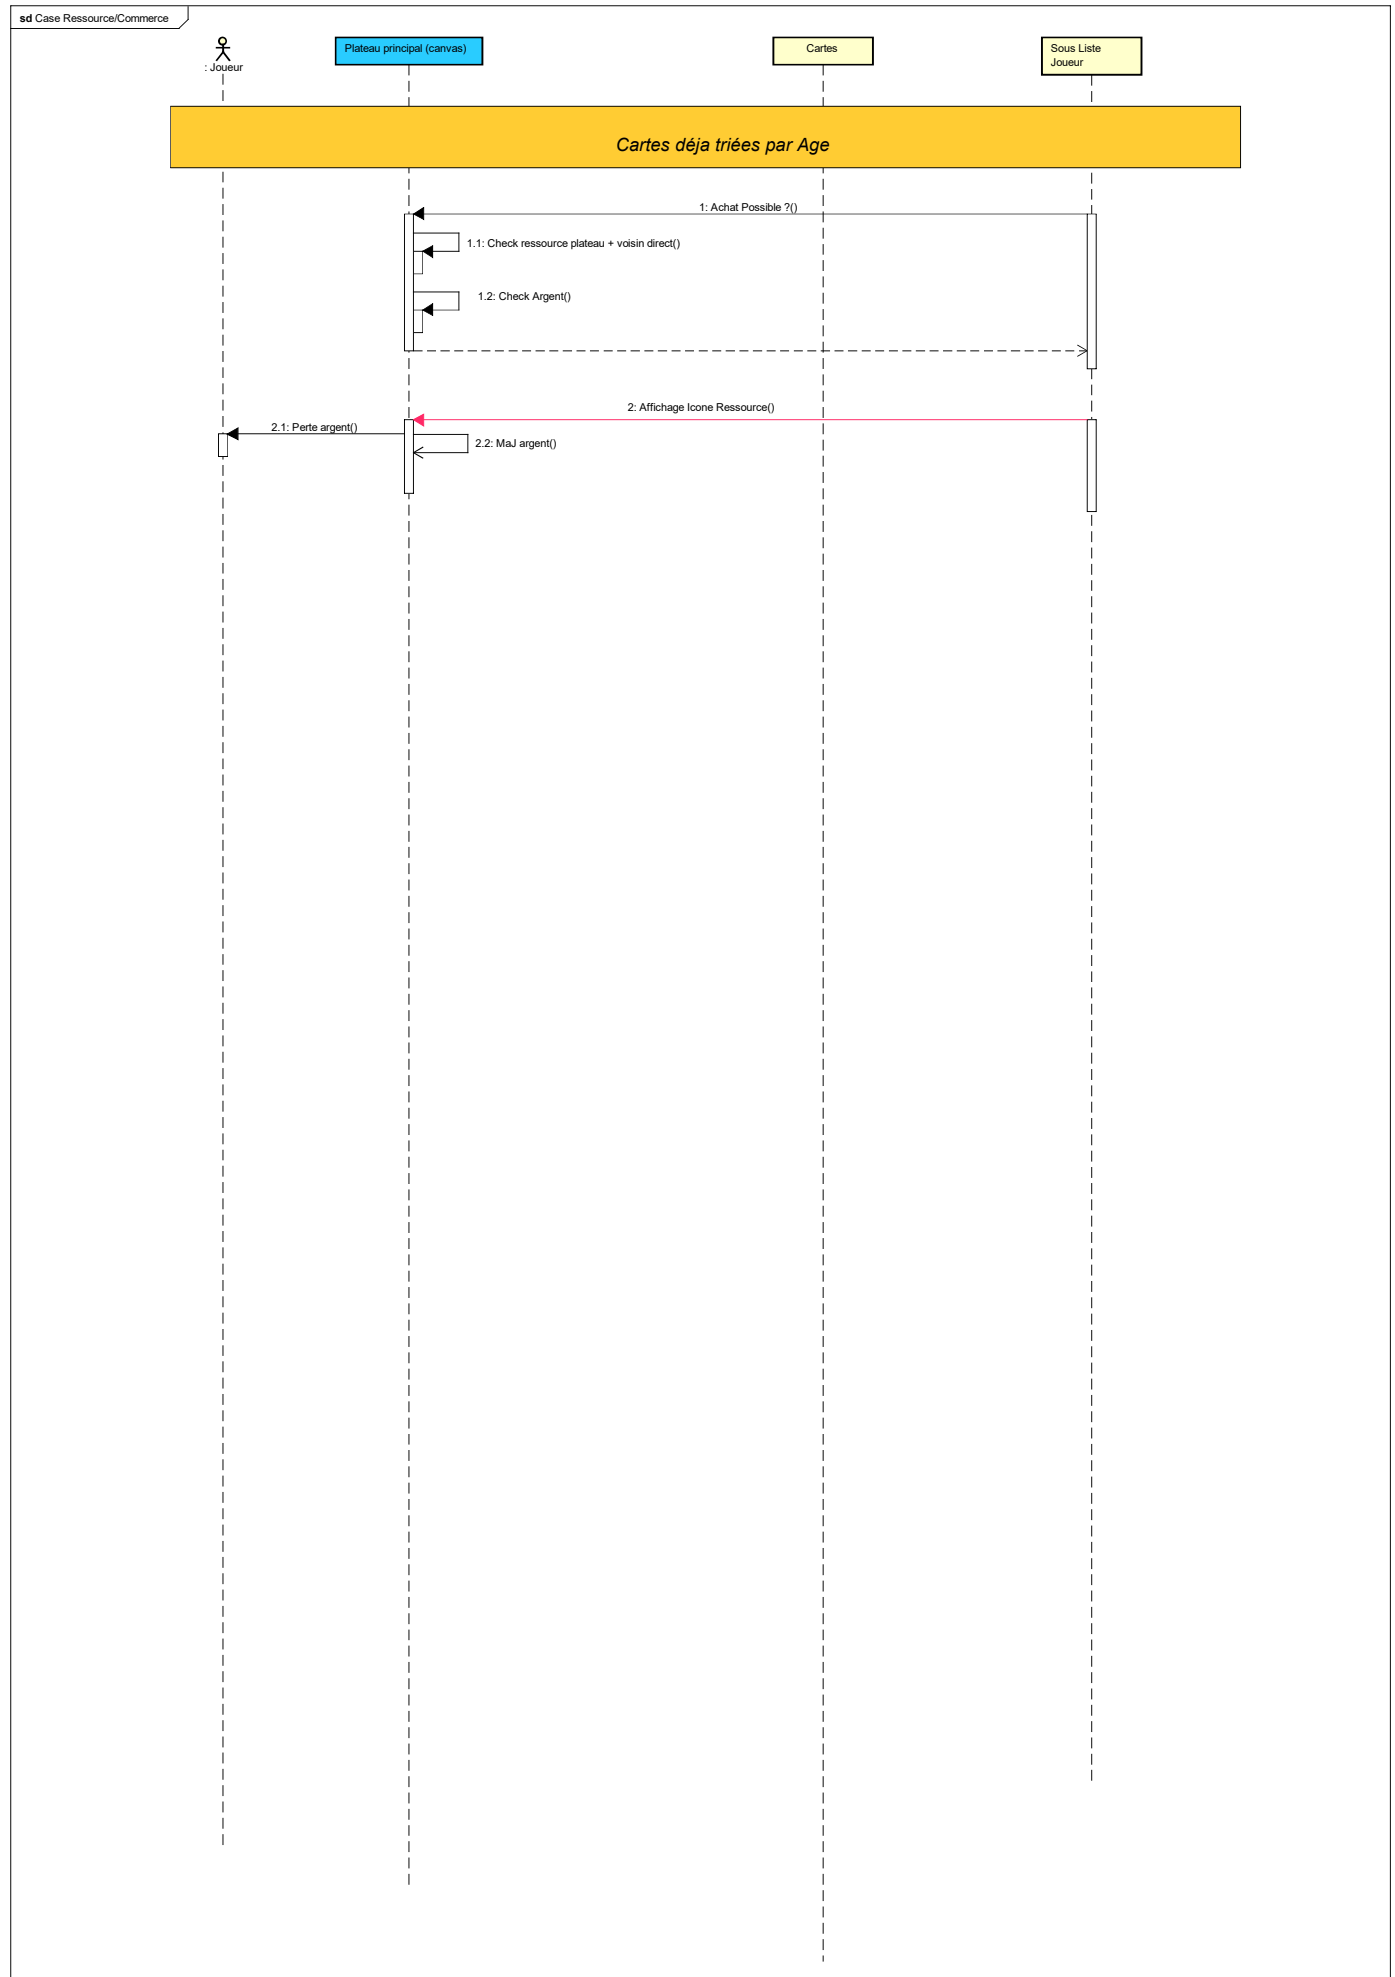 sd Case Ressource/Commerce
: Joueur
Plateau principal (canvas)
Cartes
Sous Liste
Joueur
Cartes déja triées par Age
1: Achat Possible ?()
1.1: Check ressource plateau + voisin direct()
1.2: Check Argent()
2: Affichage Icone Ressource()
2.1: Perte argent()
2.2: MaJ argent()